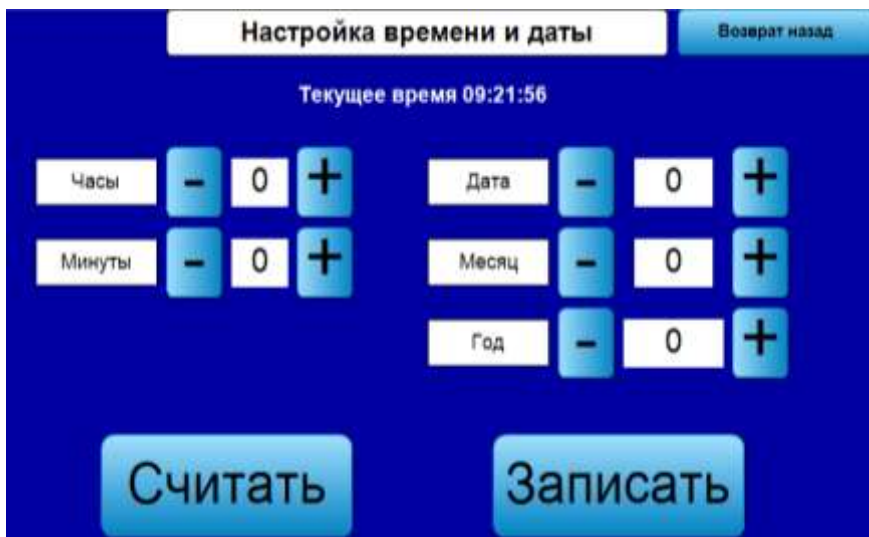 Настройка времени и даты
Возврат назад
Текущее время 09:21:56
Часы - 0 + Дата - 0 +
Минуты - 0 + Месяц - 0 +
Год - 0 +
Считать Записать